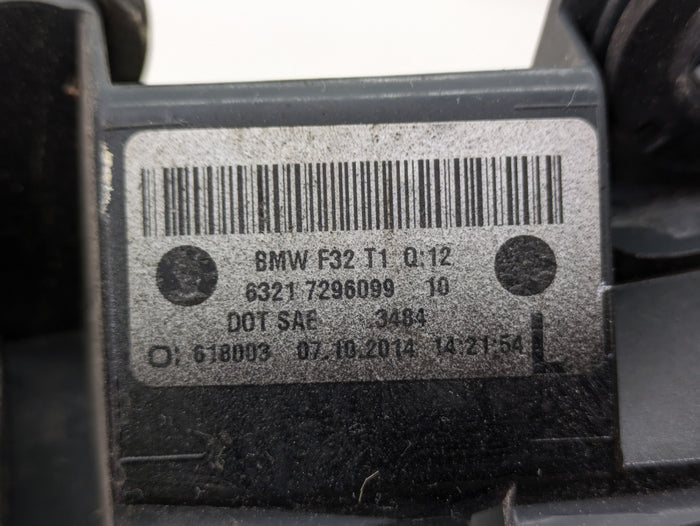 BMW F32 T1 Q:12
6321 7296099 10
DOT SAE 3484
O: 618003 07.10.2014 14:21:54 L